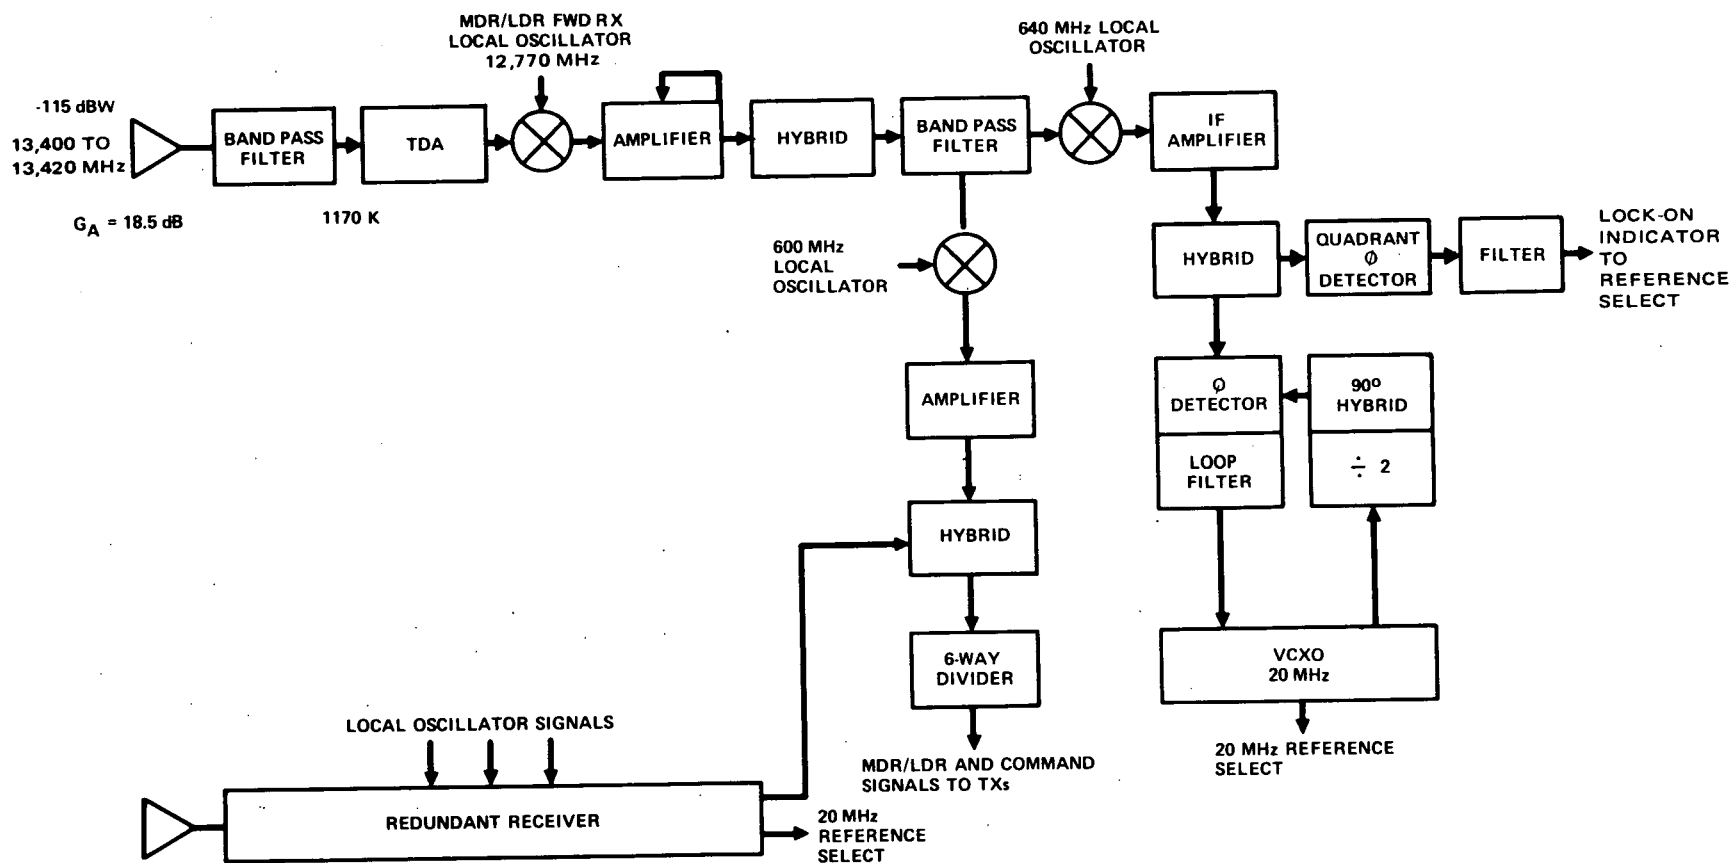 MDR/LDR FWD RX
LOCAL OSCILLATOR
12,770 MHz
640 MHz LOCAL
OSCILLATOR
-115 dBW
13,400 TO
13,420 MHz
G_A = 18.5 dB
BAND PASS
FILTER
TDA
1170 K
AMPLIFIER
HYBRID
BAND PASS
FILTER
IF
AMPLIFIER
600 MHz
LOCAL
OSCILLATOR
HYBRID
QUADRANT
Ø
DETECTOR
FILTER
LOCK-ON
INDICATOR
TO
REFERENCE
SELECT
AMPLIFIER
Ø
DETECTOR
90º
HYBRID
LOOP
FILTER
÷ 2
HYBRID
6-WAY
DIVIDER
VCXO
20 MHz
LOCAL OSCILLATOR SIGNALS
MDR/LDR AND COMMAND
SIGNALS TO TXs
20 MHz REFERENCE
SELECT
REDUNDANT RECEIVER
20 MHz
REFERENCE
SELECT